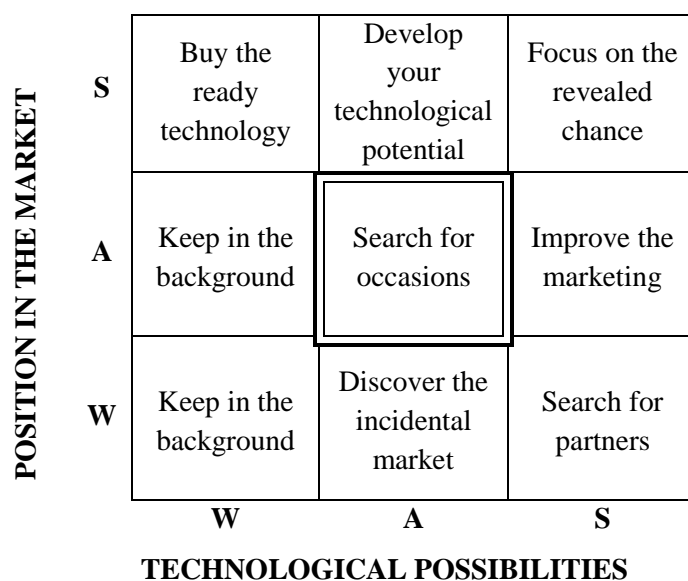 POSITION IN THE MARKET
S
Buy the
ready
technology
Develop
your
technological
potential
Focus on the
revealed
chance
A
Keep in the
background
Search for
occasions
Improve the
marketing
W
Keep in the
background
Discover the
incidental
market
Search for
partners
W
A
S
TECHNOLOGICAL POSSIBILITIES